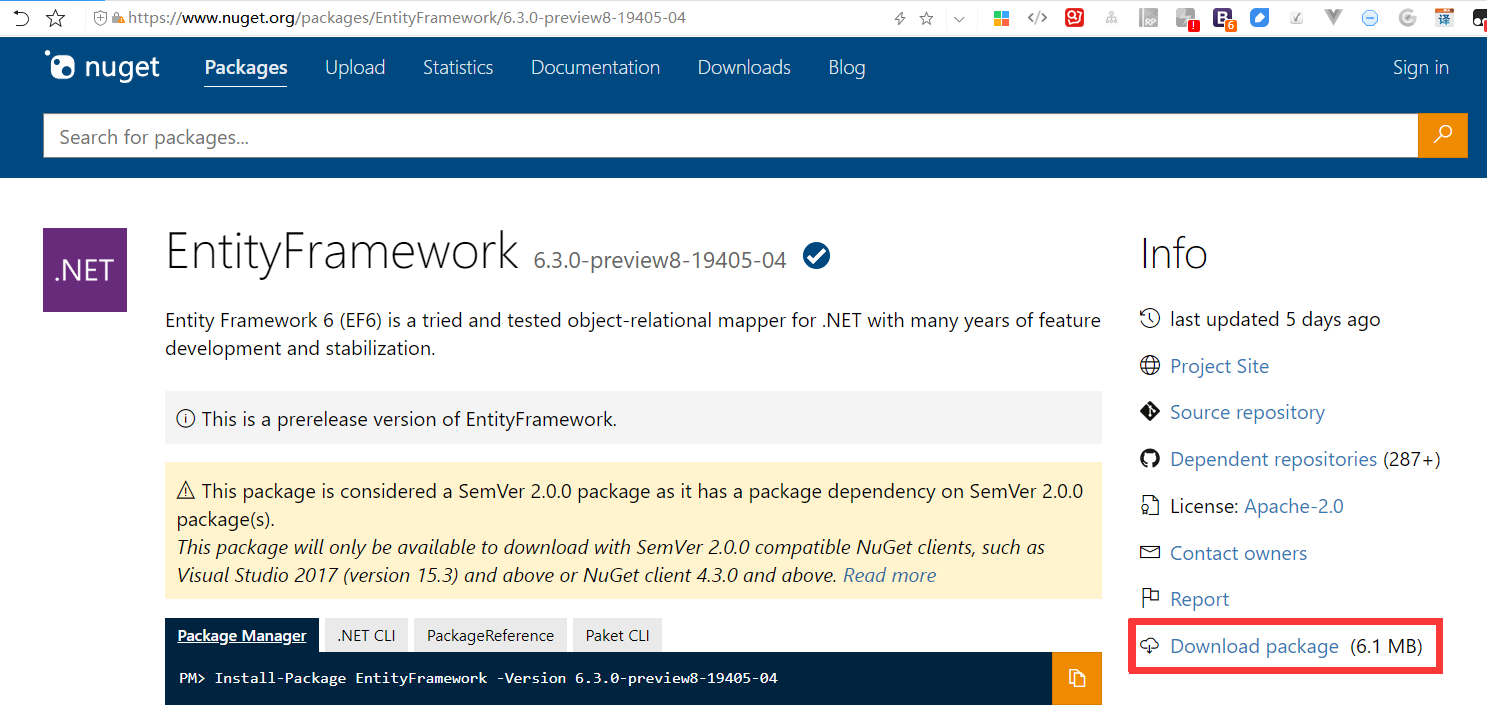 https://www.nuget.org/packages/EntityFramework/6.3.0-preview8-19405-04
nuget
Packages
Upload
Statistics
Documentation
Downloads
Blog
Sign in
Search for packages...
.NET
EntityFramework 6.3.0-preview8-19405-04
Entity Framework 6 (EF6) is a tried and tested object-relational mapper for .NET with many years of feature
development and stabilization.
This is a prerelease version of EntityFramework.
This package is considered a SemVer 2.0.0 package as it has a package dependency on SemVer 2.0.0
package(s).
This package will only be available to download with SemVer 2.0.0 compatible NuGet clients, such as
Visual Studio 2017 (version 15.3) and above or NuGet client 4.3.0 and above. Read more
Package Manager
.NET CLI
PackageReference
Paket CLI
PM> Install-Package EntityFramework -Version 6.3.0-preview8-19405-04
Info
last updated 5 days ago
Project Site
Source repository
Dependent repositories (287+)
License: Apache-2.0
Contact owners
Report
Download package (6.1 MB)